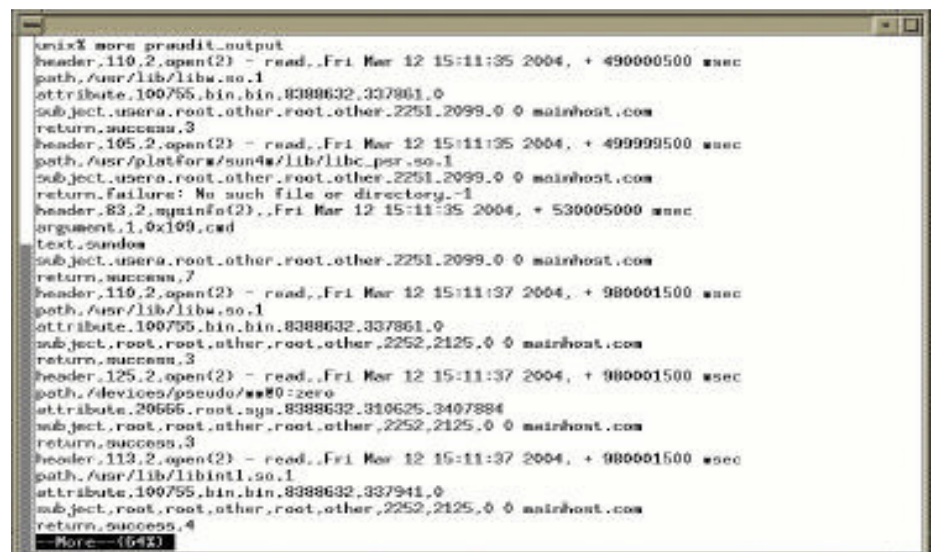 unix% more praudit_output
header,110,2,open(2) - read,,Fri Mar 12 15:11:35 2004, + 490000500 msec
path,/usr/lib/libw.so.1
attribute,100755,bin,bin,8388632,337861,0
subject,usera,root,other,root,other,2251,2099,0 0 mainhost.com
return,success,3
header,105,2,open(2) - read,,Fri Mar 12 15:11:35 2004, + 499999500 msec
path,/usr/platform/sun4m/lib/libc_psr.so.1
subject,usera,root,other,root,other,2251,2099,0 0 mainhost.com
return,failure: No such file or directory,-1
header,83,2,sysinfo(2),,Fri Mar 12 15:11:35 2004, + 530005000 msec
argument,1,0x109,cmd
text,sundom
subject,usera,root,other,root,other,2251,2099,0 0 mainhost.com
return,success,7
header,110,2,open(2) - read,,Fri Mar 12 15:11:37 2004, + 980001500 msec
path,/usr/lib/libw.so.1
attribute,100755,bin,bin,8388632,337861,0
subject,root,root,other,root,other,2252,2125,0 0 mainhost.com
return,success,3
header,125,2,open(2) - read,,Fri Mar 12 15:11:37 2004, + 980001500 msec
path,/devices/pseudo/mm@0:zero
attribute,20666,root,sys,8388632,310625,3407884
subject,root,root,other,root,other,2252,2125,0 0 mainhost.com
return,success,3
header,113,2,open(2) - read,,Fri Mar 12 15:11:37 2004, + 980001500 msec
path,/usr/lib/libintl.so.1
attribute,100755,bin,bin,8388632,337941,0
subject,root,root,other,root,other,2252,2125,0 0 mainhost.com
return,success,4
--More--(64%)